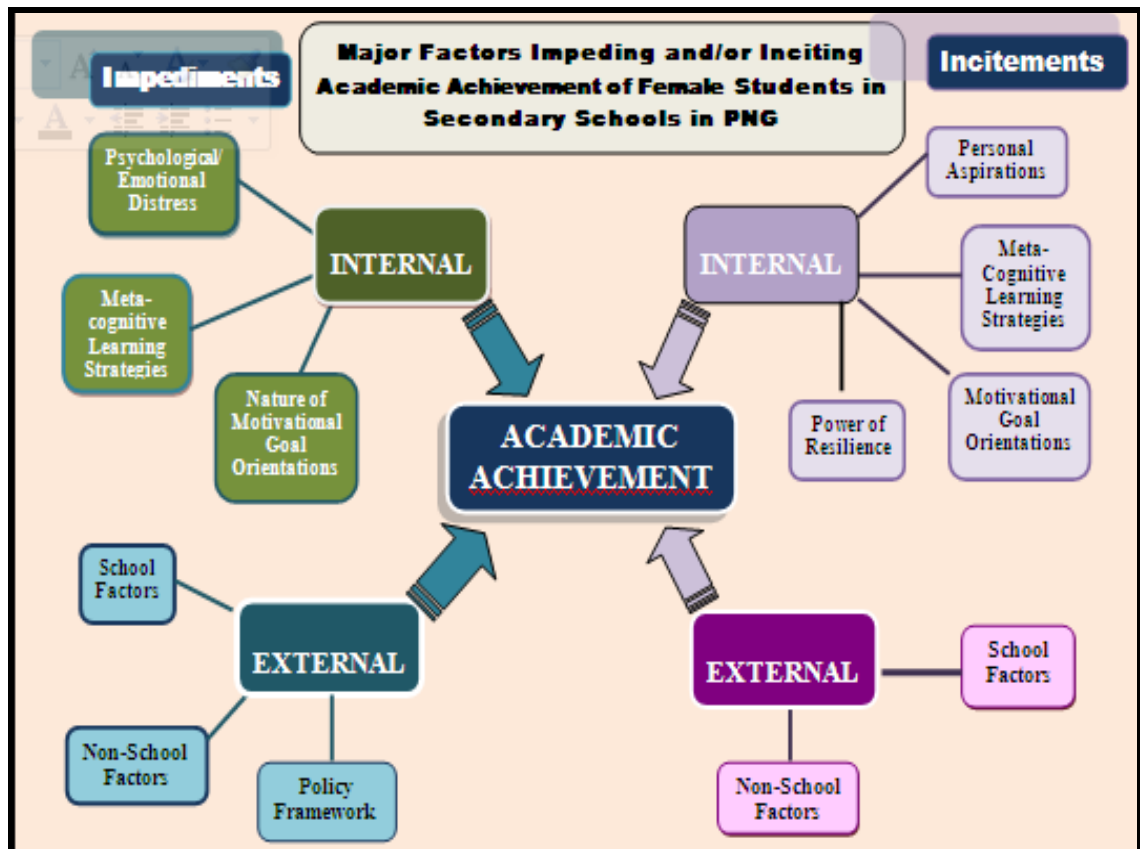 Major Factors Impeding and/or Inciting
Academic Achievement of Female Students in
Secondary Schools in PNG
Impediments
Incitements
Psychological/
Emotional
Distress
INTERNAL
Meta-
cognitive
Learning
Strategies
Nature of
Motivational
Goal
Orientations
INTERNAL
Personal
Aspirations
Meta-
Cognitive
Learning
Strategies
Motivational
Goal
Orientations
Power of
Resilience
ACADEMIC
ACHIEVEMENT
School
Factors
EXTERNAL
Non-School
Factors
Policy
Framework
EXTERNAL
School
Factors
Non-School
Factors